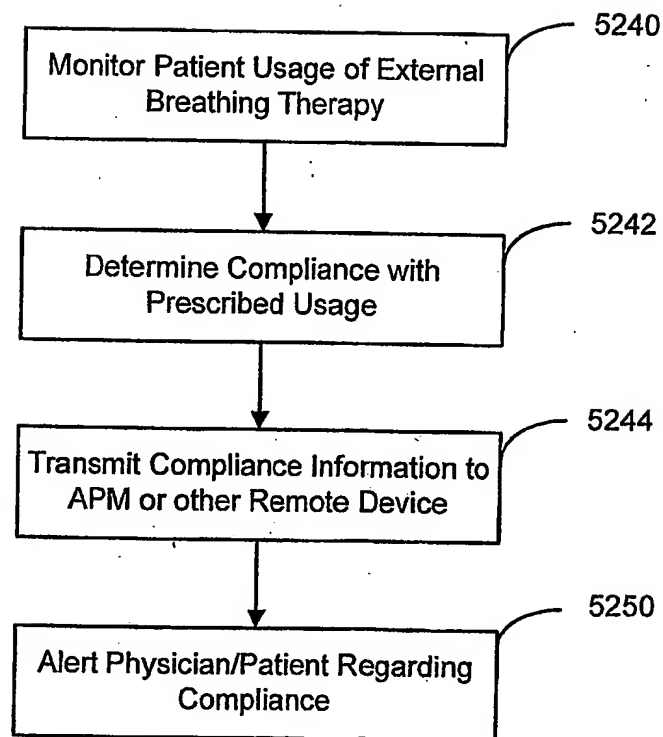 5240
Monitor Patient Usage of External
Breathing Therapy
5242
Determine Compliance with
Prescribed Usage
5244
Transmit Compliance Information to
APM or other Remote Device
5250
Alert Physician/Patient Regarding
Compliance